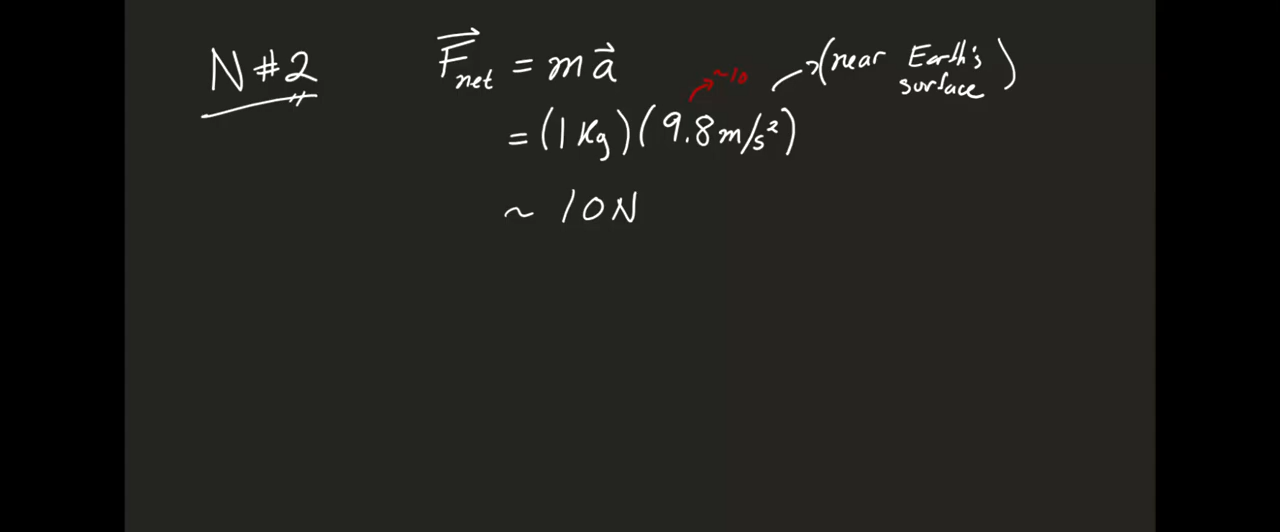 N#2
F⃗net = ma⃗
~10
(near Earth's
surface)
= (1 Kg)(9.8 m/s²)
~ 10N